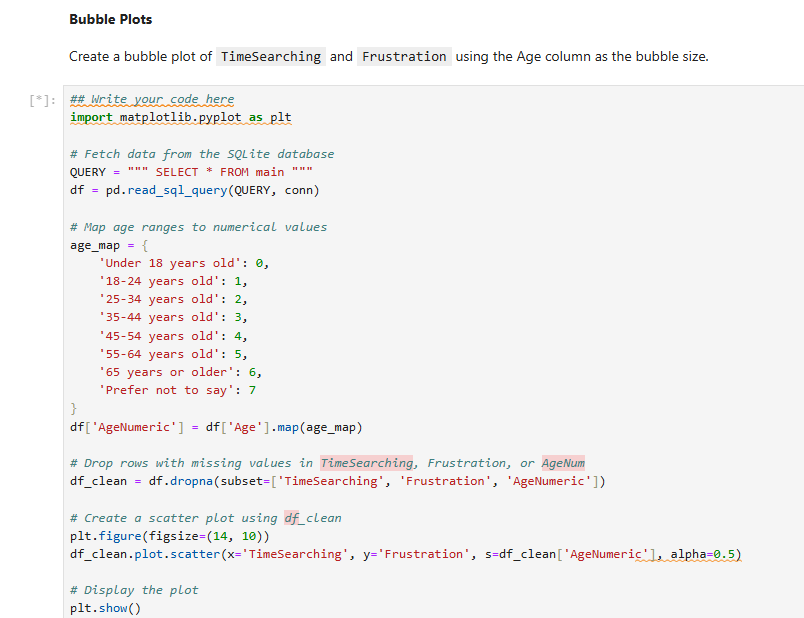 Bubble Plots
Create a bubble plot of TimeSearching and Frustration using the Age column as the bubble size.
[*]: ## Write your code here
import matplotlib.pyplot as plt
# Fetch data from the SQLite database
QUERY = """ SELECT * FROM main """
df = pd.read_sql_query(QUERY, conn)
# Map age ranges to numerical values
age_map = {
    'Under 18 years old': 0,
    '18-24 years old': 1,
    '25-34 years old': 2,
    '35-44 years old': 3,
    '45-54 years old': 4,
    '55-64 years old': 5,
    '65 years or older': 6,
    'Prefer not to say': 7
}
df['AgeNumeric'] = df['Age'].map(age_map)
# Drop rows with missing values in TimeSearching, Frustration, or AgeNum
df_clean = df.dropna(subset=['TimeSearching', 'Frustration', 'AgeNumeric'])
# Create a scatter plot using df_clean
plt.figure(figsize=(14, 10))
df_clean.plot.scatter(x='TimeSearching', y='Frustration', s=df_clean['AgeNumeric'], alpha=0.5)
# Display the plot
plt.show()